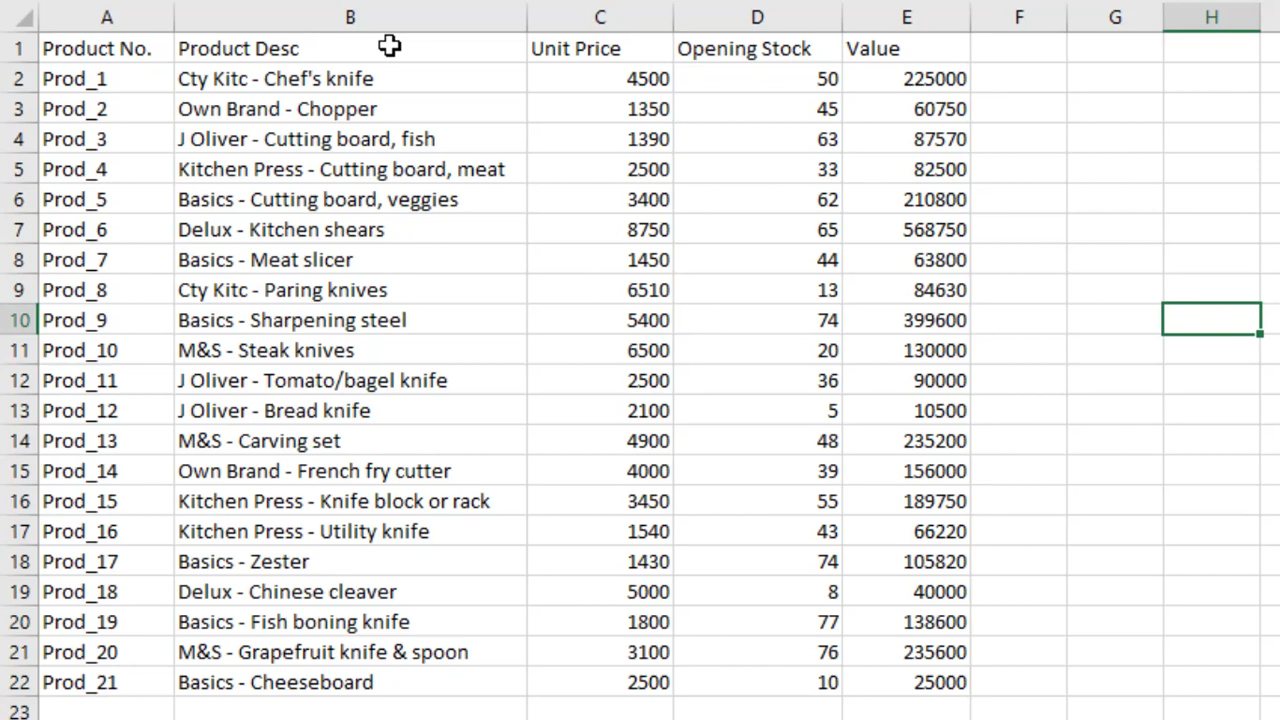 A B C D E F G H
1 Product No. Product Desc Unit Price Opening Stock Value
2 Prod_1 Cty Kitc - Chef's knife 4500 50 225000
3 Prod_2 Own Brand - Chopper 1350 45 60750
4 Prod_3 J Oliver - Cutting board, fish 1390 63 87570
5 Prod_4 Kitchen Press - Cutting board, meat 2500 33 82500
6 Prod_5 Basics - Cutting board, veggies 3400 62 210800
7 Prod_6 Delux - Kitchen shears 8750 65 568750
8 Prod_7 Basics - Meat slicer 1450 44 63800
9 Prod_8 Cty Kitc - Paring knives 6510 13 84630
10 Prod_9 Basics - Sharpening steel 5400 74 399600
11 Prod_10 M&S - Steak knives 6500 20 130000
12 Prod_11 J Oliver - Tomato/bagel knife 2500 36 90000
13 Prod_12 J Oliver - Bread knife 2100 5 10500
14 Prod_13 M&S - Carving set 4900 48 235200
15 Prod_14 Own Brand - French fry cutter 4000 39 156000
16 Prod_15 Kitchen Press - Knife block or rack 3450 55 189750
17 Prod_16 Kitchen Press - Utility knife 1540 43 66220
18 Prod_17 Basics - Zester 1430 74 105820
19 Prod_18 Delux - Chinese cleaver 5000 8 40000
20 Prod_19 Basics - Fish boning knife 1800 77 138600
21 Prod_20 M&S - Grapefruit knife & spoon 3100 76 235600
22 Prod_21 Basics - Cheeseboard 2500 10 25000
23